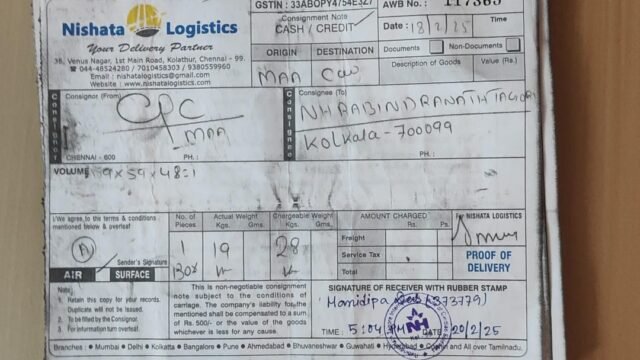 GSTIN : 33ABOPY4754E3Z7
AWB No. : 117365
Nishata Logistics
Your Delivery Partner
38, Venus Nagar, 1st Main Road, Kolathur, Chennai - 99.
☎ 044-48524280 / 7010458303 / 9380559960
Email : nishatalogistics@gmail.com
Website : www.nishatalogistics.com
Consignment Note
CASH / CREDIT
Date : 18/2/25
Time
ORIGIN DESTINATION
Documents
Non-Documents
MAA CCU
Description of Goods
Value (Rs.)
Consignor
Consignor (From)
CPC
MAA
CHENNAI - 600
PH. :
Consignee
Consignee (To)
NH RABINDRANATH TAGORE
KOLKATA - 700099
PH. :
VOLUME : 59 x 59 x 48 = 1
I/We agree to the terms & conditions
mentioned below & overleaf
A
Sender's Signature
AIR SURFACE
No. of Pieces
Actual Weight
Kgs. Gms.
Chargeable Weight
Kgs. Gms.
1 19 28
Box
AMOUNT CHARGED
Rs. Ps.
Freight
Service Tax
Total
For NISHATA LOGISTICS
PROOF OF
DELIVERY
Note :
1. Retain this copy for your records.
Duplicate will not be issued.
2. To be filled by the Consignor.
3. For information turn overleaf.
This is non-negotiable consignment
note subject to the conditions of
carriage. The company's liability for
mentioned shall be compensated to a sum
of Rs. 500/- or the value of the goods
whichever is less for any cause.
SIGNATURE OF RECEIVER WITH RUBBER STAMP
Manidipa (373779)
NH
TIME : 5:04 PM 20/2/25
Branches : • Mumbai • Delhi • Kolkatta • Bangalore • Pune • Ahmedabad • Bhuvaneshwar • Guwahati • Hyderabad • Cochin and All over Tamilnadu.